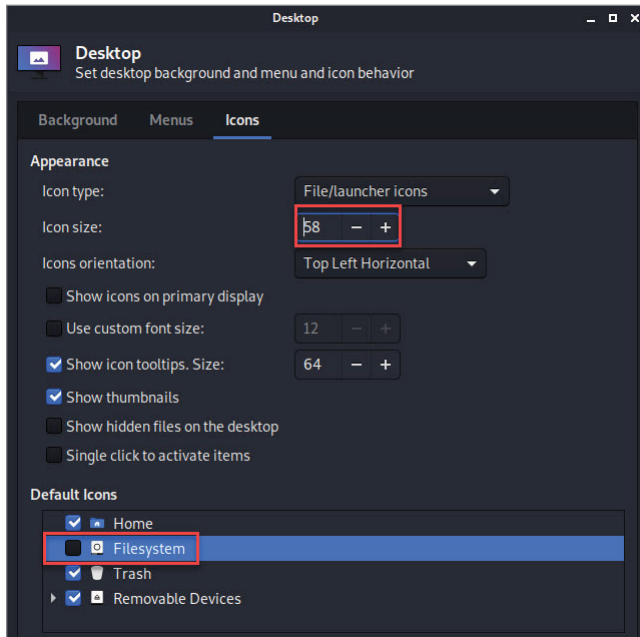 Desktop
Desktop
Set desktop background and menu and icon behavior
Background Menus Icons
Appearance
Icon type: File/launcher icons
Icon size: 58 − +
Icons orientation: Top Left Horizontal
Show icons on primary display
Use custom font size: 12 − +
Show icon tooltips. Size: 64 − +
Show thumbnails
Show hidden files on the desktop
Single click to activate items
Default Icons
Home
Filesystem
Trash
Removable Devices